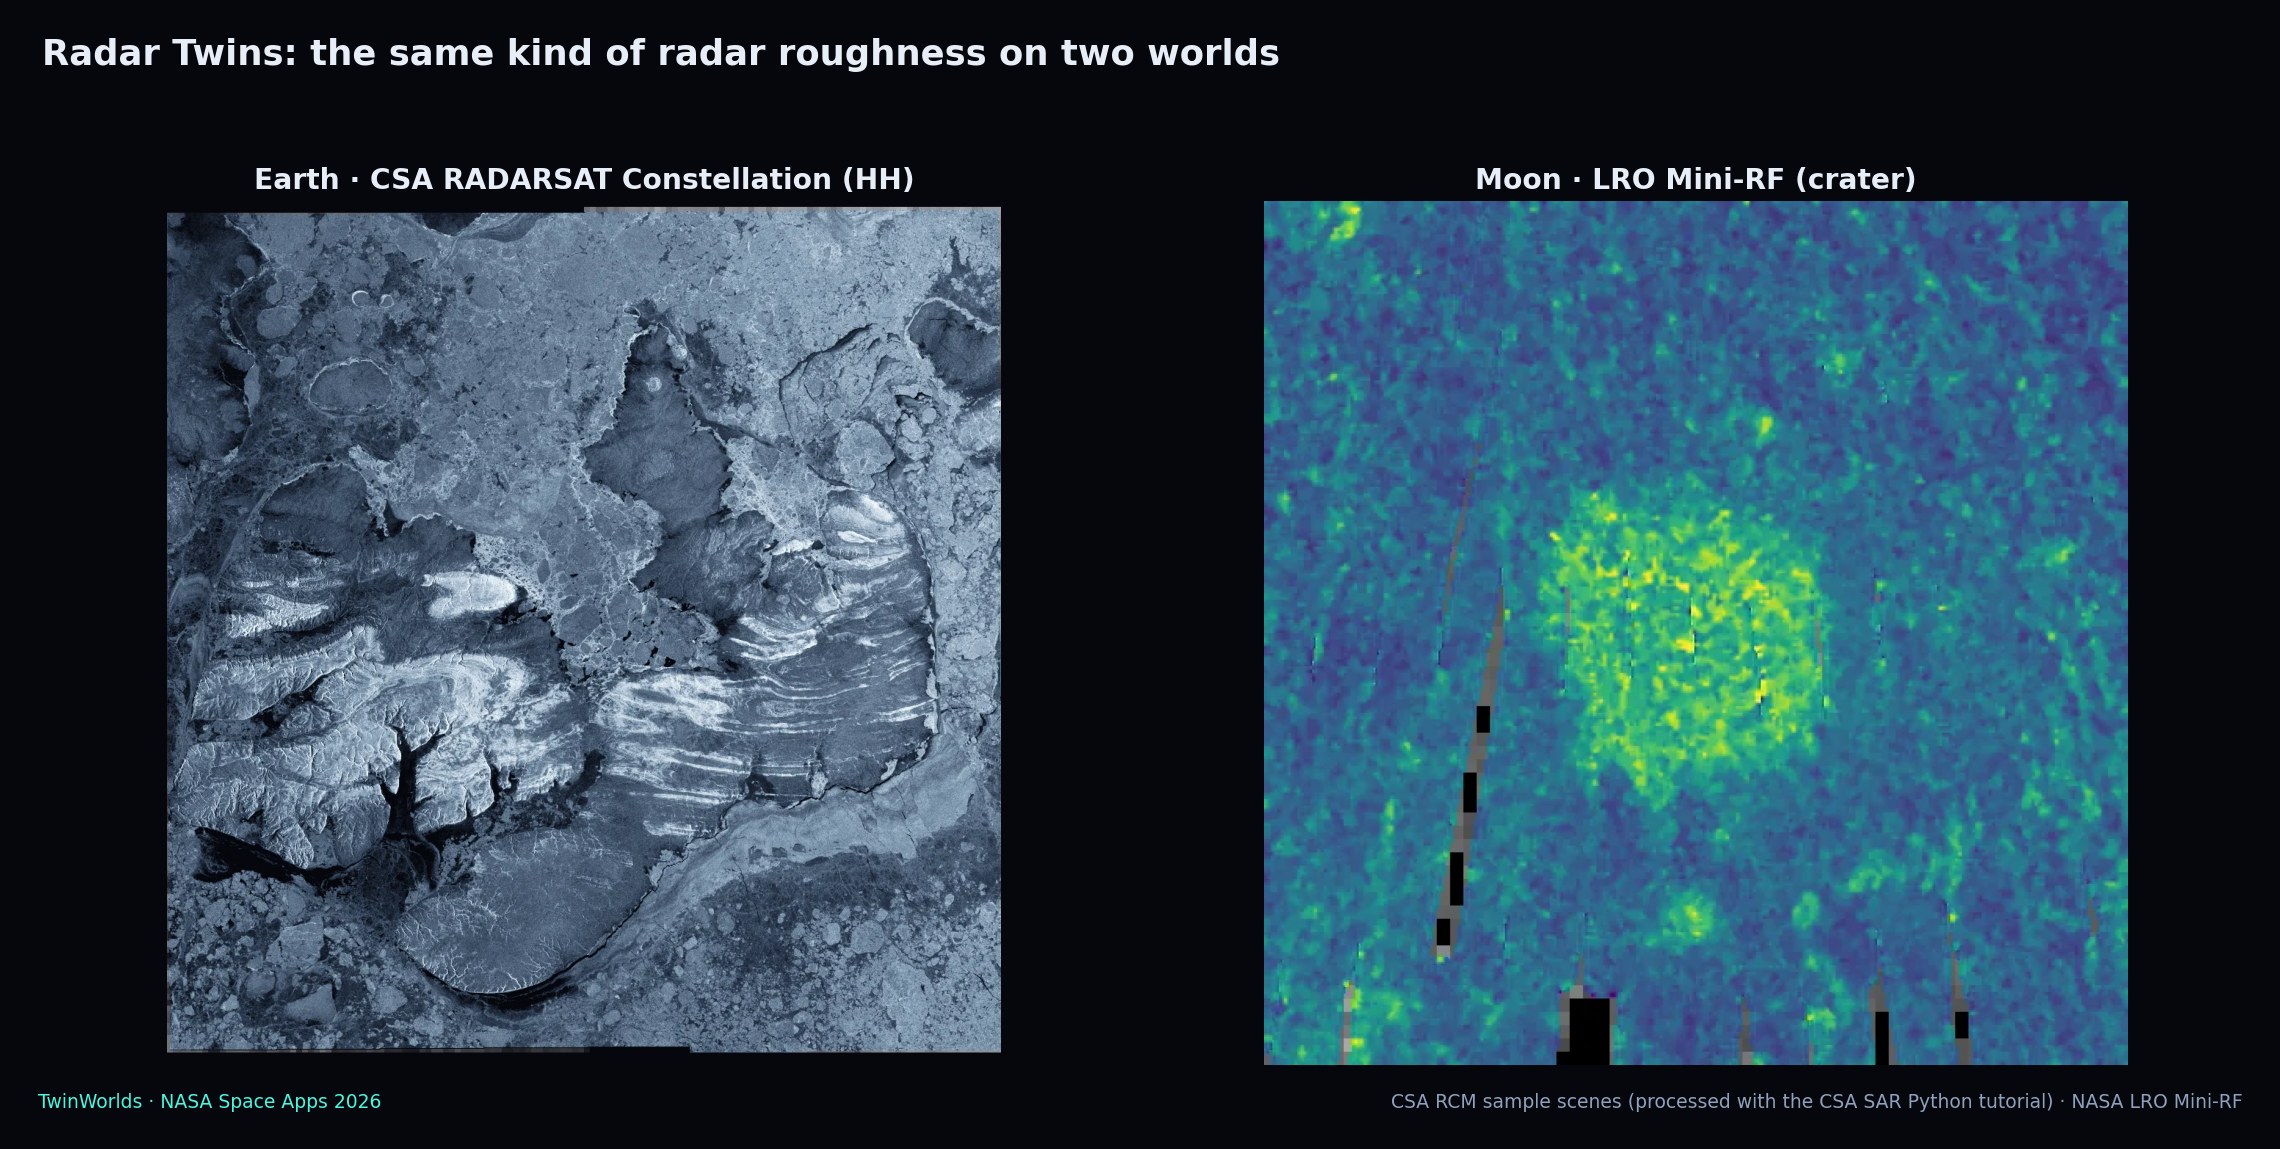 Radar Twins: the same kind of radar roughness on two worlds
Earth · CSA RADARSAT Constellation (HH)
Moon · LRO Mini-RF (crater)
TwinWorlds · NASA Space Apps 2026
CSA RCM sample scenes (processed with the CSA SAR Python tutorial) · NASA LRO Mini-RF